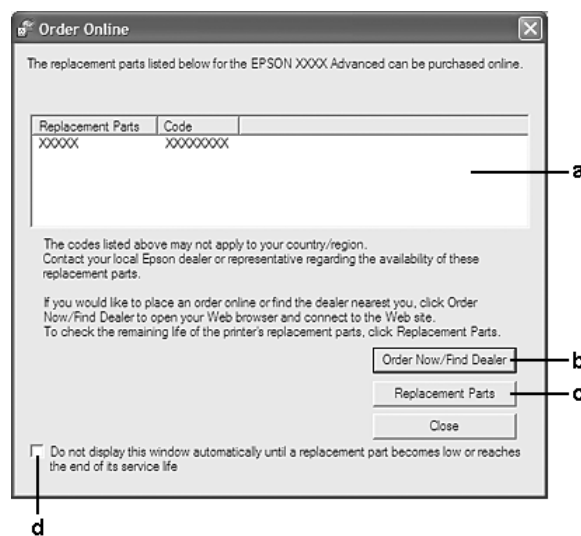 Order Online
The replacement parts listed below for the EPSON XXXX Advanced can be purchased online.
Replacement Parts Code
XXXXX XXXXXXXX
a
The codes listed above may not apply to your country/region.
Contact your local Epson dealer or representative regarding the availability of these
replacement parts.
If you would like to place an order online or find the dealer nearest you, click Order
Now/Find Dealer to open your Web browser and connect to the Web site.
To check the remaining life of the printer's replacement parts, click Replacement Parts.
Order Now/Find Dealer b
Replacement Parts c
Close
Do not display this window automatically until a replacement part becomes low or reaches
the end of its service life
d